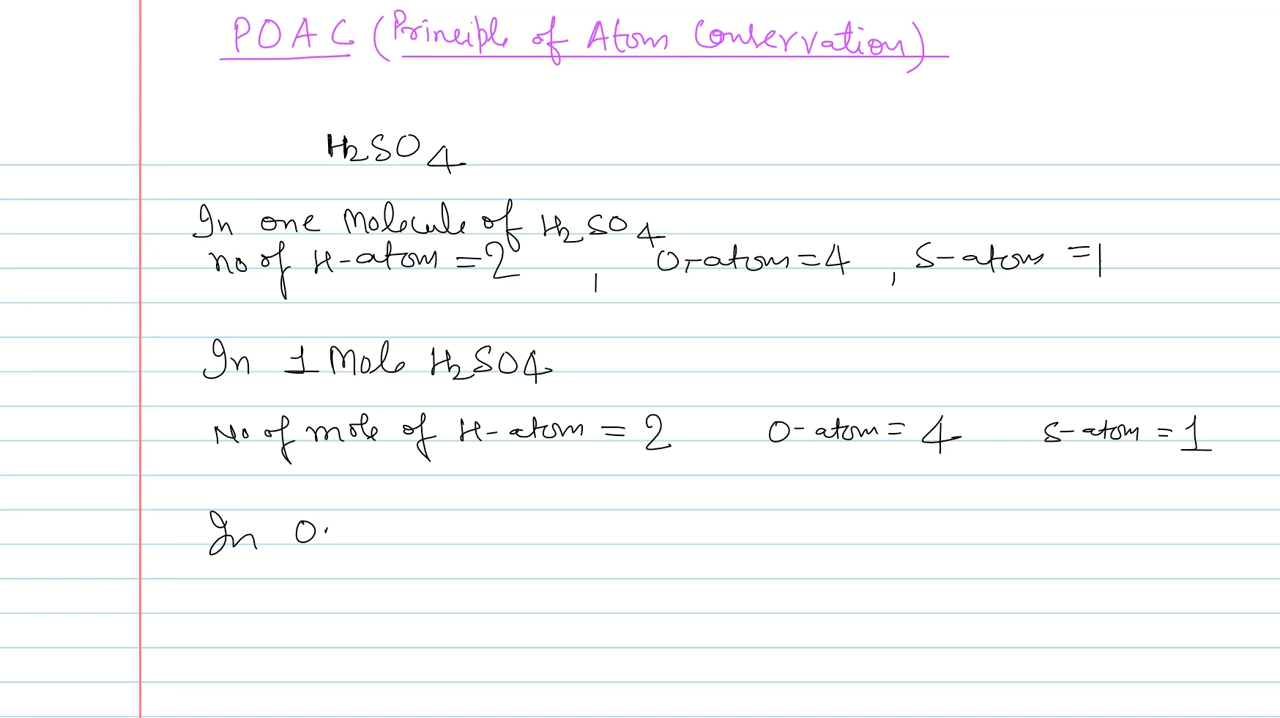 POAC (Principle of Atom Conservation)
H2SO4
In one Molecule of H2SO4
no of H-atom = 2 , O-atom = 4 , S-atom = 1
In 1 Mole H2SO4
No of mole of H-atom = 2 O-atom = 4 S-atom = 1
In 0.